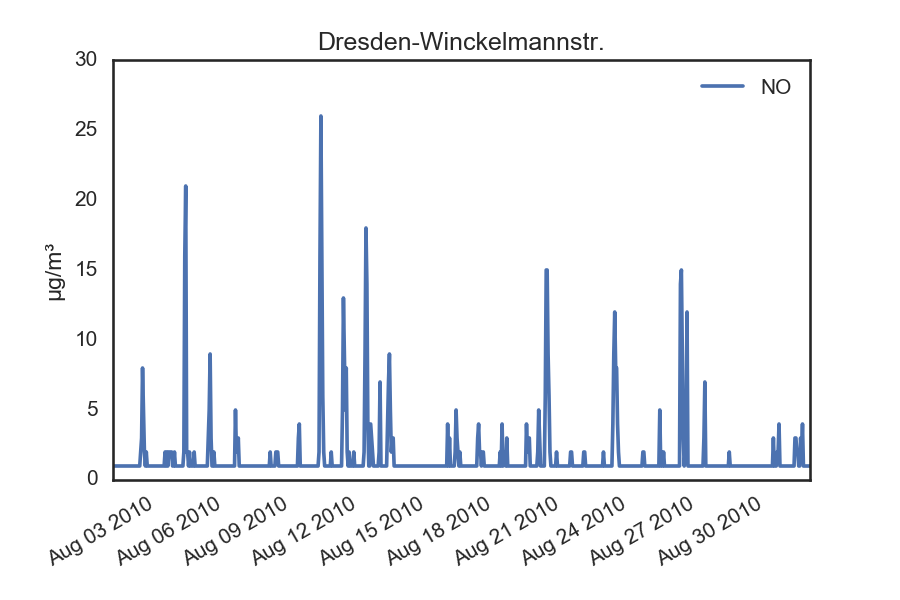 Dresden-Winckelmannstr.
NO
µg/m³
30
25
20
15
10
5
0
Aug 03 2010
Aug 06 2010
Aug 09 2010
Aug 12 2010
Aug 15 2010
Aug 18 2010
Aug 21 2010
Aug 24 2010
Aug 27 2010
Aug 30 2010